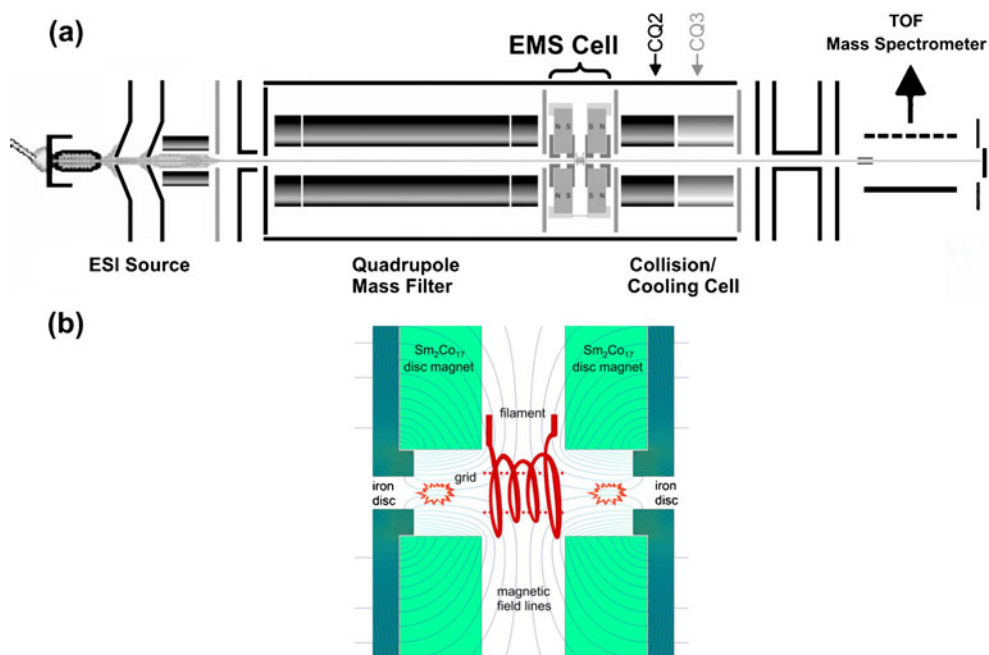 (a)
EMS Cell
CQ2
CQ3
TOF
Mass Spectrometer
N S
S N
N S
S N
ESI Source
Quadrupole
Mass Filter
Collision/
Cooling Cell
(b)
Sm₂Co₁₇
disc magnet
Sm₂Co₁₇
disc magnet
filament
grid
iron
disc
iron
disc
magnetic
field lines